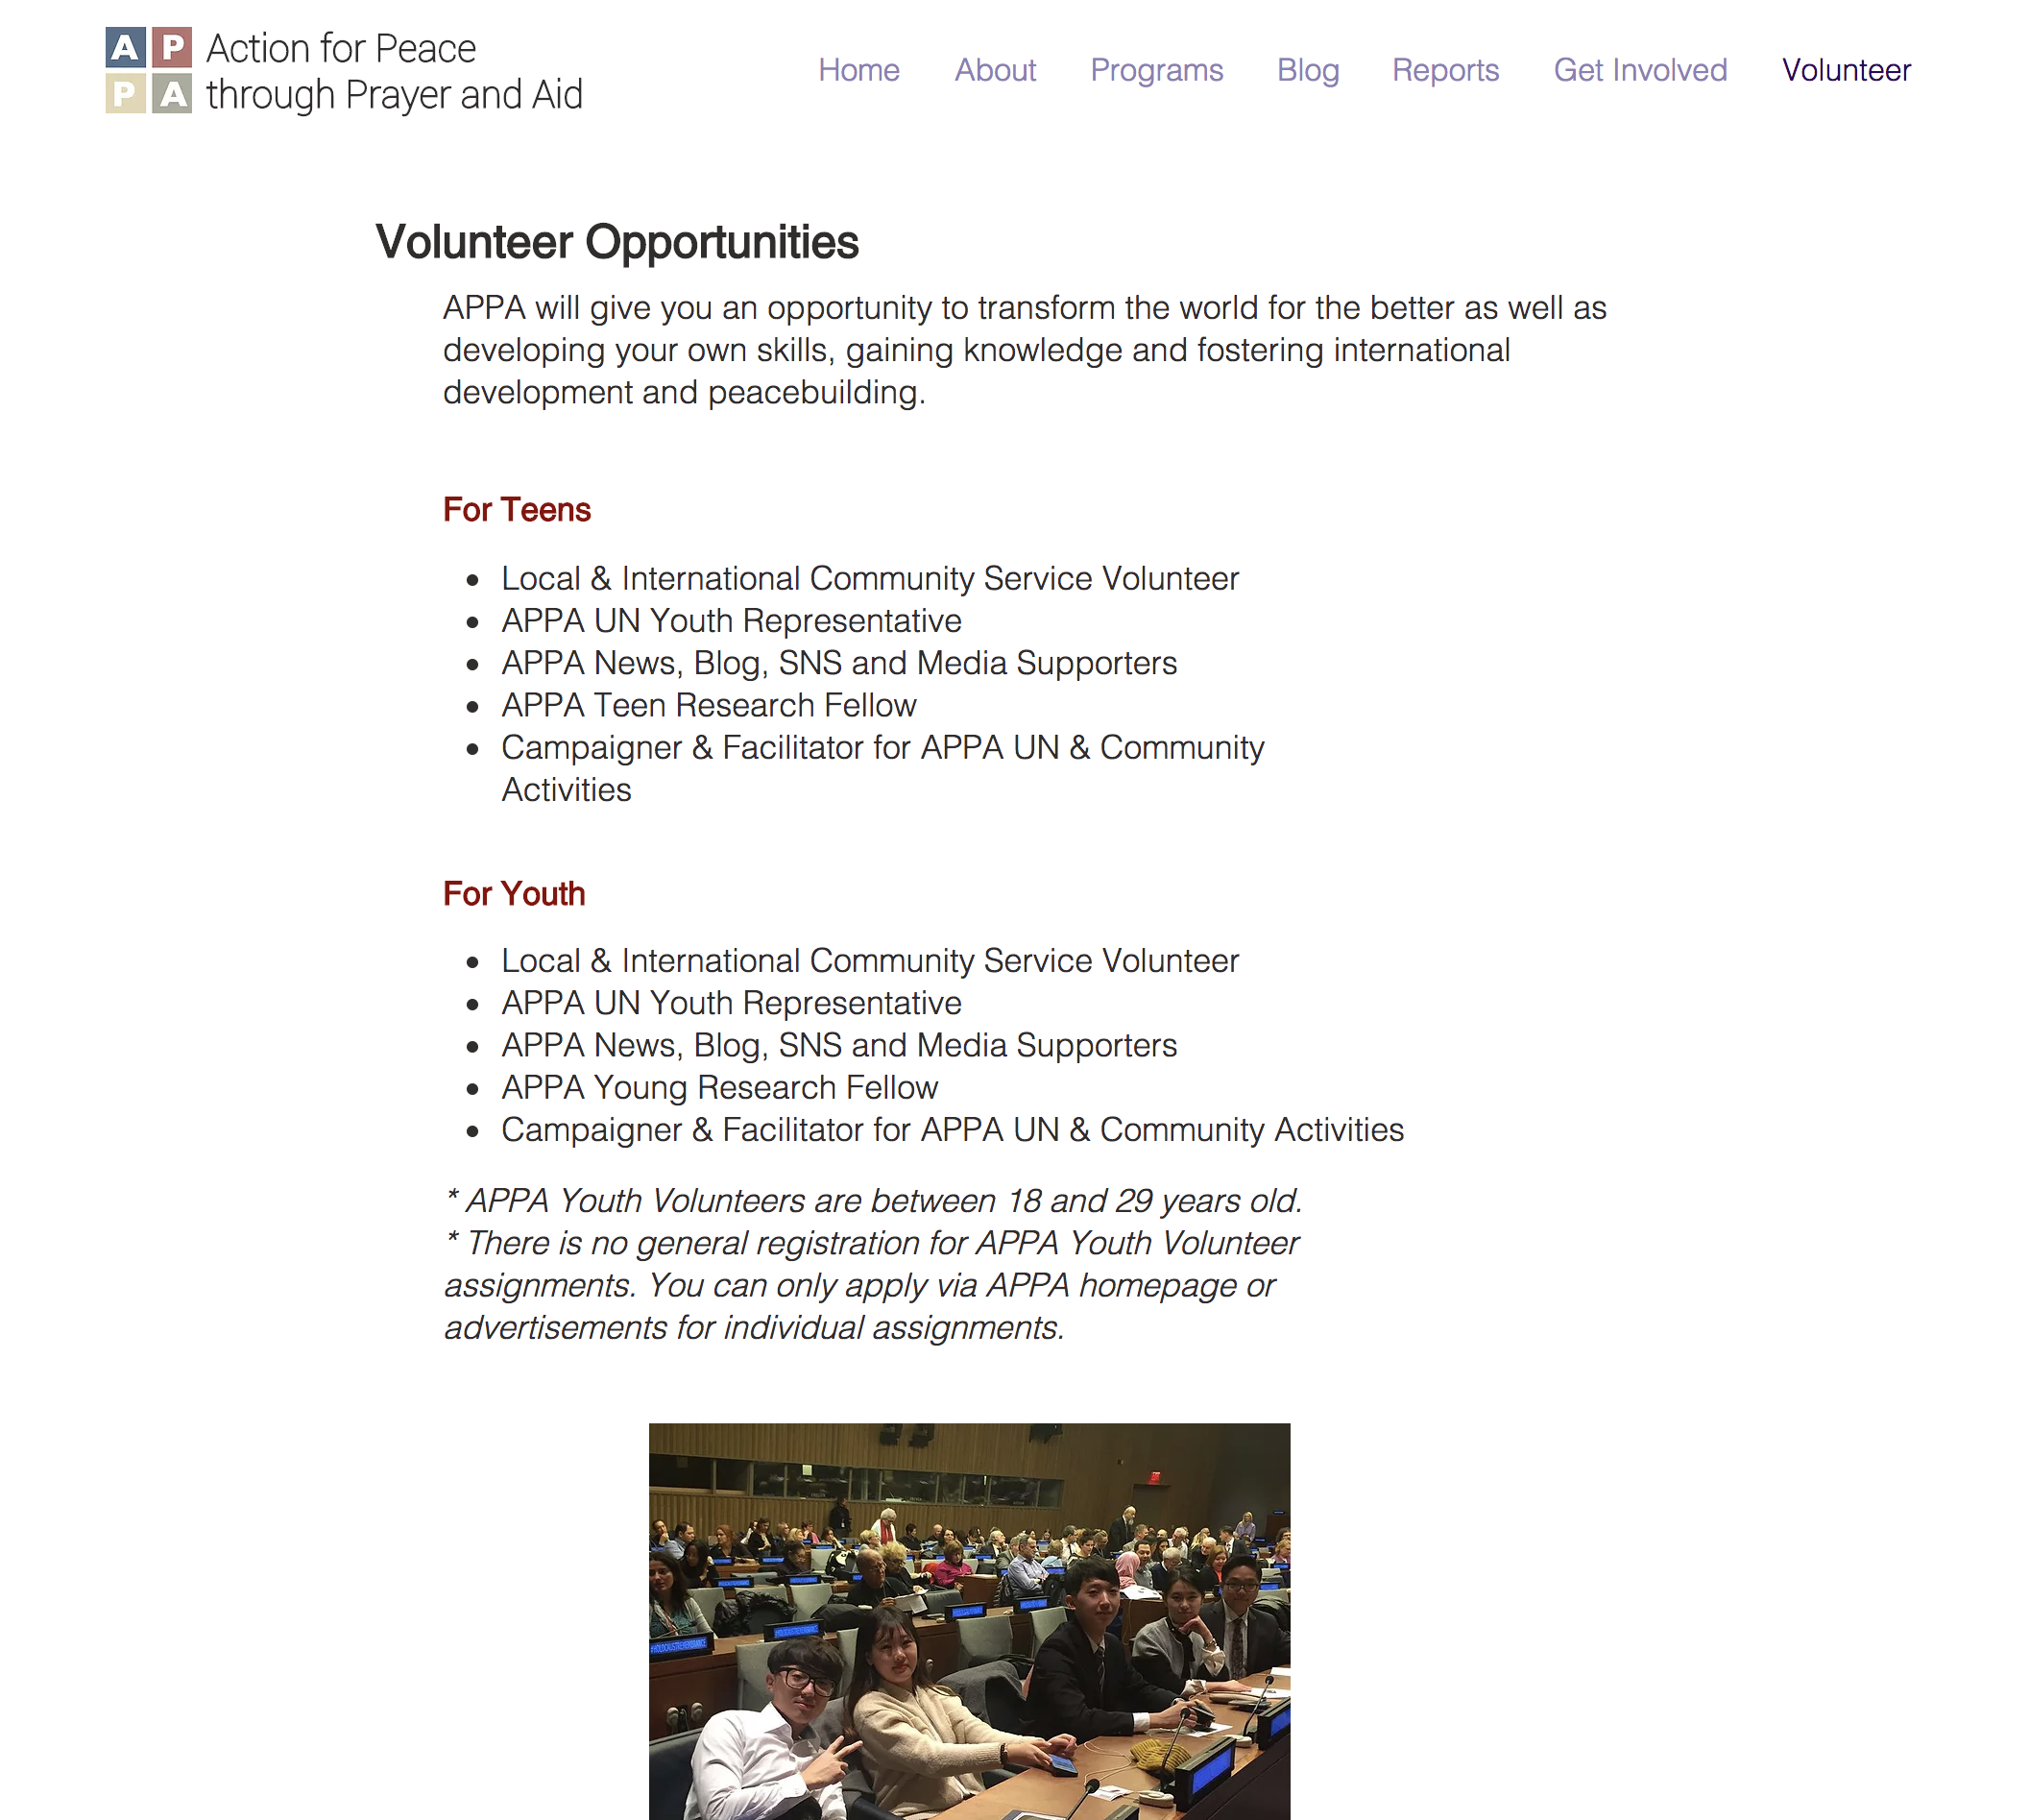 A P
P A
Action for Peace
through Prayer and Aid
Home About Programs Blog Reports Get Involved Volunteer
Volunteer Opportunities
APPA will give you an opportunity to transform the world for the better as well as
developing your own skills, gaining knowledge and fostering international
development and peacebuilding.
For Teens
• Local & International Community Service Volunteer
• APPA UN Youth Representative
• APPA News, Blog, SNS and Media Supporters
• APPA Teen Research Fellow
• Campaigner & Facilitator for APPA UN & Community
Activities
For Youth
• Local & International Community Service Volunteer
• APPA UN Youth Representative
• APPA News, Blog, SNS and Media Supporters
• APPA Young Research Fellow
• Campaigner & Facilitator for APPA UN & Community Activities
* APPA Youth Volunteers are between 18 and 29 years old.
* There is no general registration for APPA Youth Volunteer
assignments. You can only apply via APPA homepage or
advertisements for individual assignments.